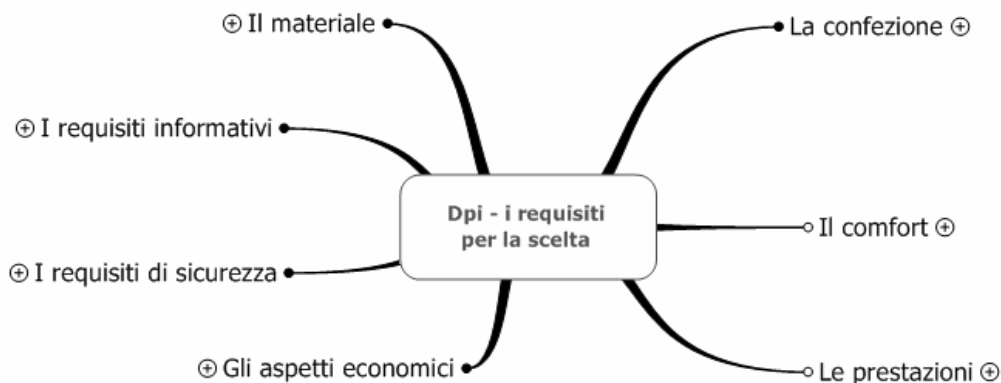 Il materiale
La confezione
I requisiti informativi
Dpi - i requisiti
per la scelta
Il comfort
I requisiti di sicurezza
Gli aspetti economici
Le prestazioni